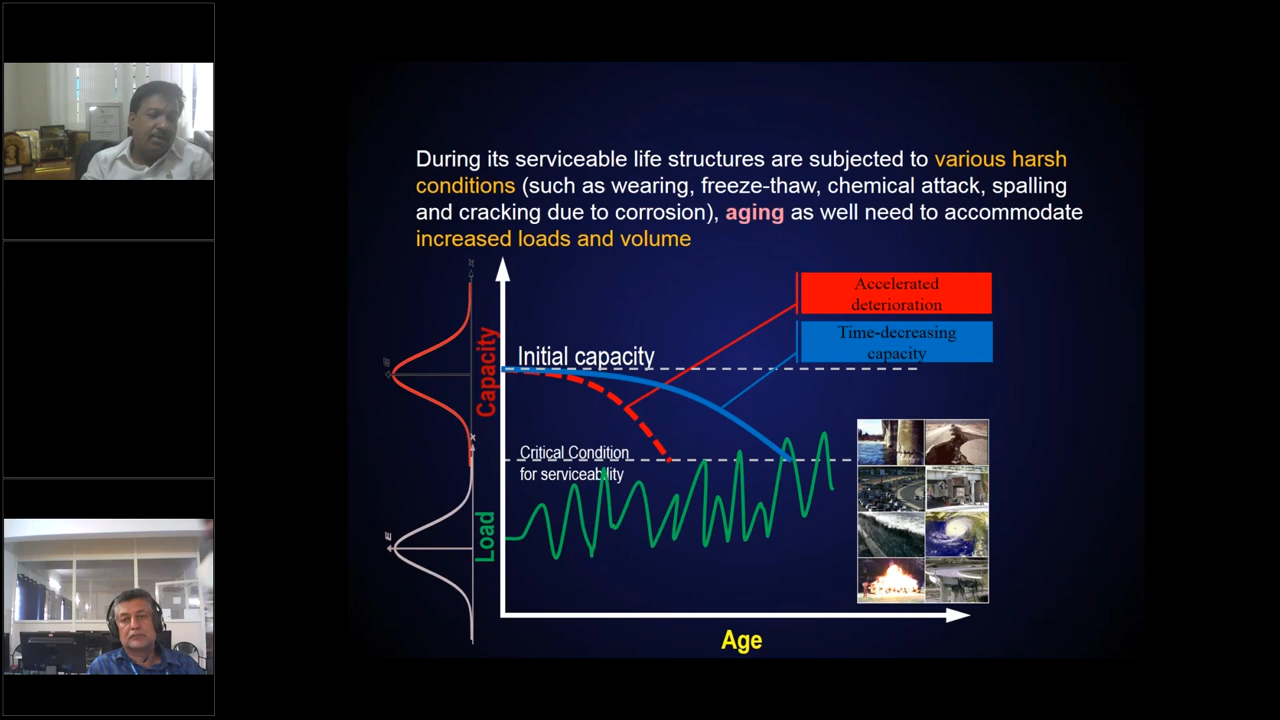 During its serviceable life structures are subjected to various harsh
conditions (such as wearing, freeze-thaw, chemical attack, spalling
and cracking due to corrosion), aging as well need to accommodate
increased loads and volume
Accelerated
deterioration
Time-decreasing
capacity
Capacity
Initial capacity
Critical Condition
for serviceability
Load
Age